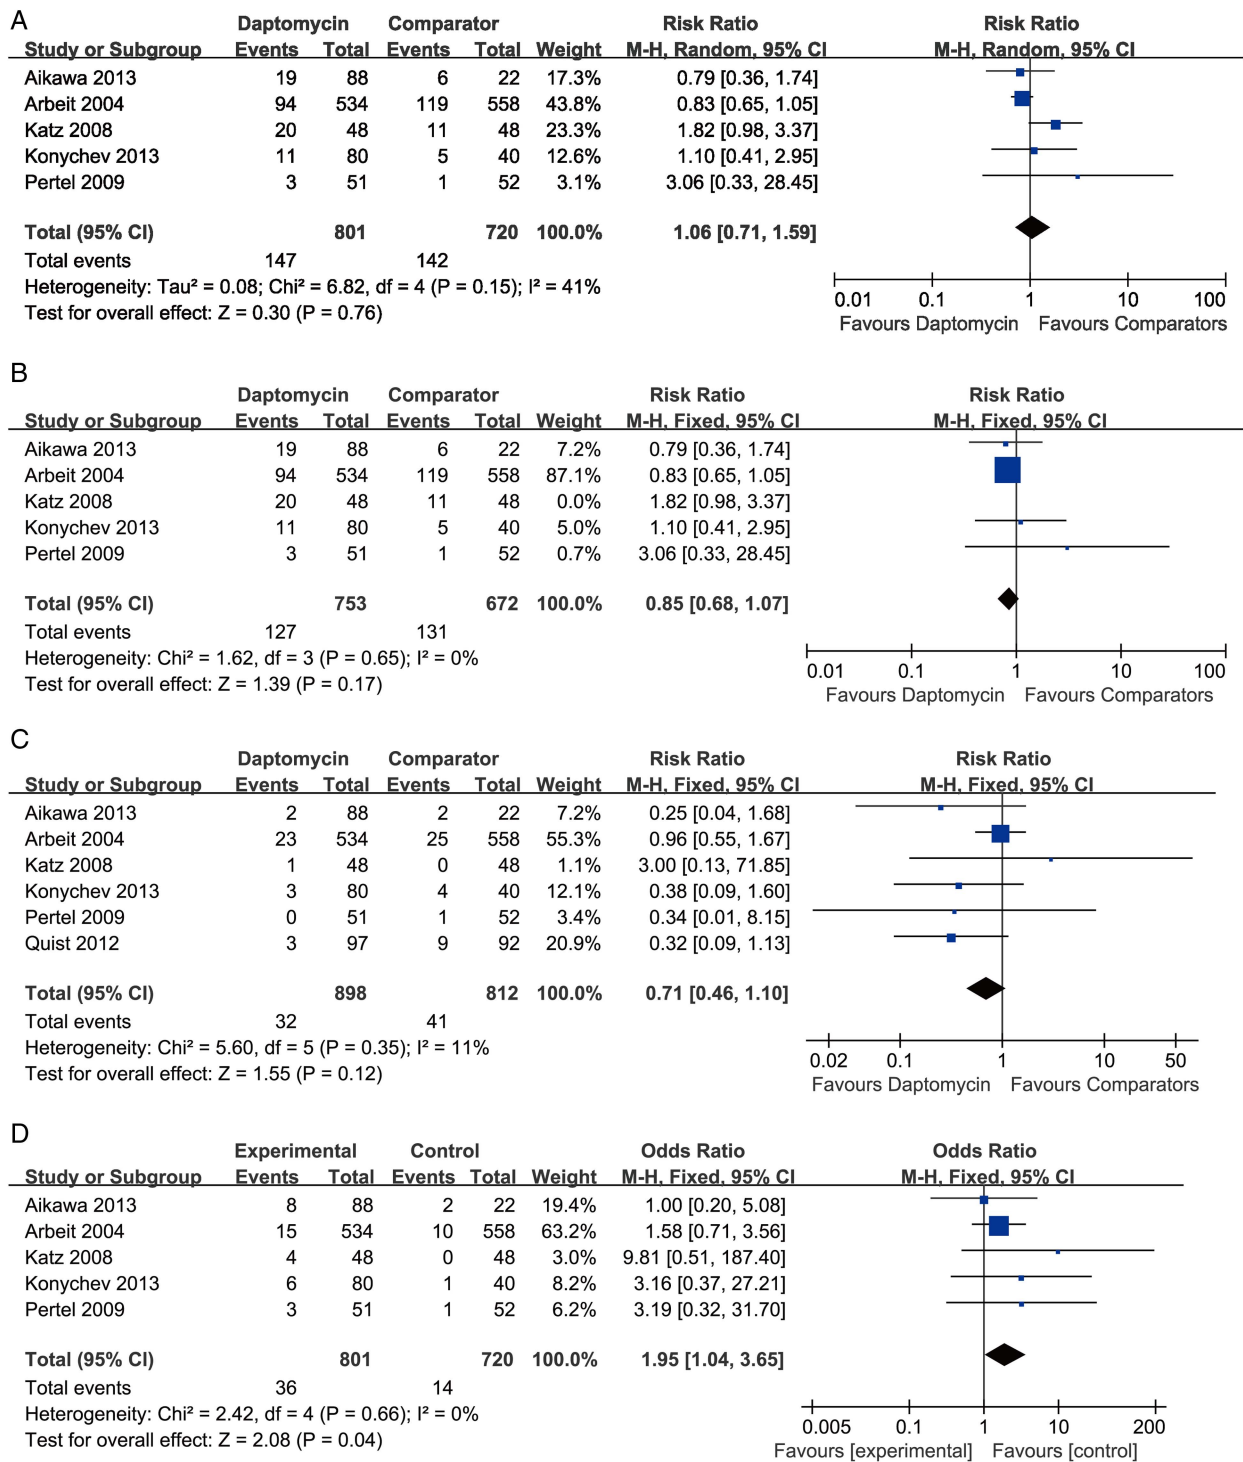 A
Daptomycin Comparator Risk Ratio Risk Ratio
Study or Subgroup Events Total Events Total Weight M-H, Random, 95% CI M-H, Random, 95% CI
Aikawa 2013 19 88 6 22 17.3% 0.79 [0.36, 1.74]
Arbeit 2004 94 534 119 558 43.8% 0.83 [0.65, 1.05]
Katz 2008 20 48 11 48 23.3% 1.82 [0.98, 3.37]
Konychev 2013 11 80 5 40 12.6% 1.10 [0.41, 2.95]
Pertel 2009 3 51 1 52 3.1% 3.06 [0.33, 28.45]
Total (95% CI) 801 720 100.0% 1.06 [0.71, 1.59]
Total events 147 142
Heterogeneity: Tau² = 0.08; Chi² = 6.82, df = 4 (P = 0.15); I² = 41%
Test for overall effect: Z = 0.30 (P = 0.76)
0.01 0.1 1 10 100
Favours Daptomycin Favours Comparators
B
Daptomycin Comparator Risk Ratio Risk Ratio
Study or Subgroup Events Total Events Total Weight M-H, Fixed, 95% CI M-H, Fixed, 95% CI
Aikawa 2013 19 88 6 22 7.2% 0.79 [0.36, 1.74]
Arbeit 2004 94 534 119 558 87.1% 0.83 [0.65, 1.05]
Katz 2008 20 48 11 48 0.0% 1.82 [0.98, 3.37]
Konychev 2013 11 80 5 40 5.0% 1.10 [0.41, 2.95]
Pertel 2009 3 51 1 52 0.7% 3.06 [0.33, 28.45]
Total (95% CI) 753 672 100.0% 0.85 [0.68, 1.07]
Total events 127 131
Heterogeneity: Chi² = 1.62, df = 3 (P = 0.65); I² = 0%
Test for overall effect: Z = 1.39 (P = 0.17)
0.01 0.1 1 10 100
Favours Daptomycin Favours Comparators
C
Daptomycin Comparator Risk Ratio Risk Ratio
Study or Subgroup Events Total Events Total Weight M-H, Fixed, 95% CI M-H, Fixed, 95% CI
Aikawa 2013 2 88 2 22 7.2% 0.25 [0.04, 1.68]
Arbeit 2004 23 534 25 558 55.3% 0.96 [0.55, 1.67]
Katz 2008 1 48 0 48 1.1% 3.00 [0.13, 71.85]
Konychev 2013 3 80 4 40 12.1% 0.38 [0.09, 1.60]
Pertel 2009 0 51 1 52 3.4% 0.34 [0.01, 8.15]
Quist 2012 3 97 9 92 20.9% 0.32 [0.09, 1.13]
Total (95% CI) 898 812 100.0% 0.71 [0.46, 1.10]
Total events 32 41
Heterogeneity: Chi² = 5.60, df = 5 (P = 0.35); I² = 11%
Test for overall effect: Z = 1.55 (P = 0.12)
0.02 0.1 1 10 50
Favours Daptomycin Favours Comparators
D
Experimental Control Odds Ratio Odds Ratio
Study or Subgroup Events Total Events Total Weight M-H, Fixed, 95% CI M-H, Fixed, 95% CI
Aikawa 2013 8 88 2 22 19.4% 1.00 [0.20, 5.08]
Arbeit 2004 15 534 10 558 63.2% 1.58 [0.71, 3.56]
Katz 2008 4 48 0 48 3.0% 9.81 [0.51, 187.40]
Konychev 2013 6 80 1 40 8.2% 3.16 [0.37, 27.21]
Pertel 2009 3 51 1 52 6.2% 3.19 [0.32, 31.70]
Total (95% CI) 801 720 100.0% 1.95 [1.04, 3.65]
Total events 36 14
Heterogeneity: Chi² = 2.42, df = 4 (P = 0.66); I² = 0%
Test for overall effect: Z = 2.08 (P = 0.04)
0.005 0.1 1 10 200
Favours [experimental] Favours [control]